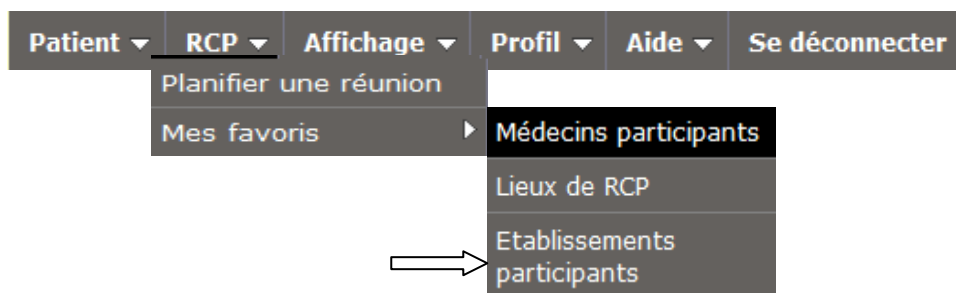 Patient RCP Affichage Profil Aide Se déconnecter
Planifier une réunion
Mes favoris Médecins participants
Lieux de RCP
Etablissements
participants